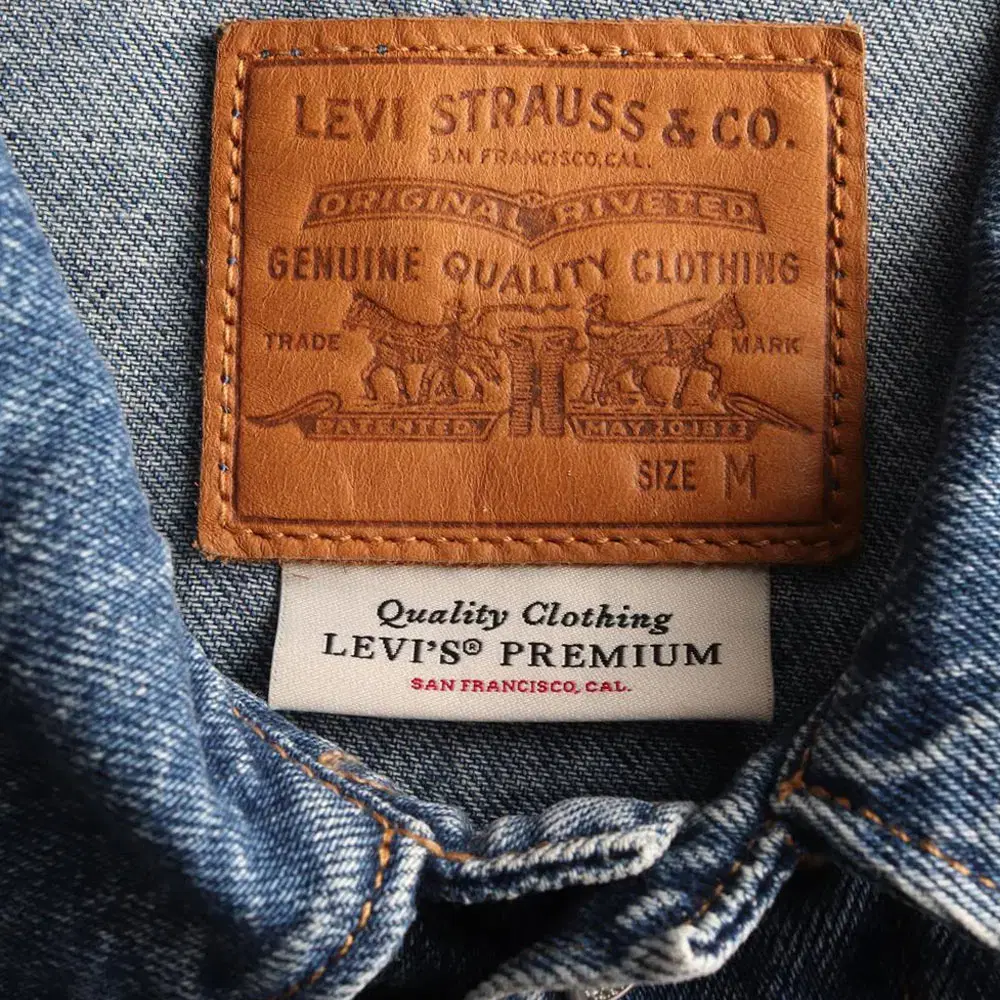 LEVI STRAUSS & CO.
SAN FRANCISCO, CAL.
ORIGINAL RIVETED
GENUINE QUALITY CLOTHING
TRADE MARK
PATENTED MAY 20 1873
SIZE M
Quality Clothing
LEVI'S® PREMIUM
SAN FRANCISCO, CAL.